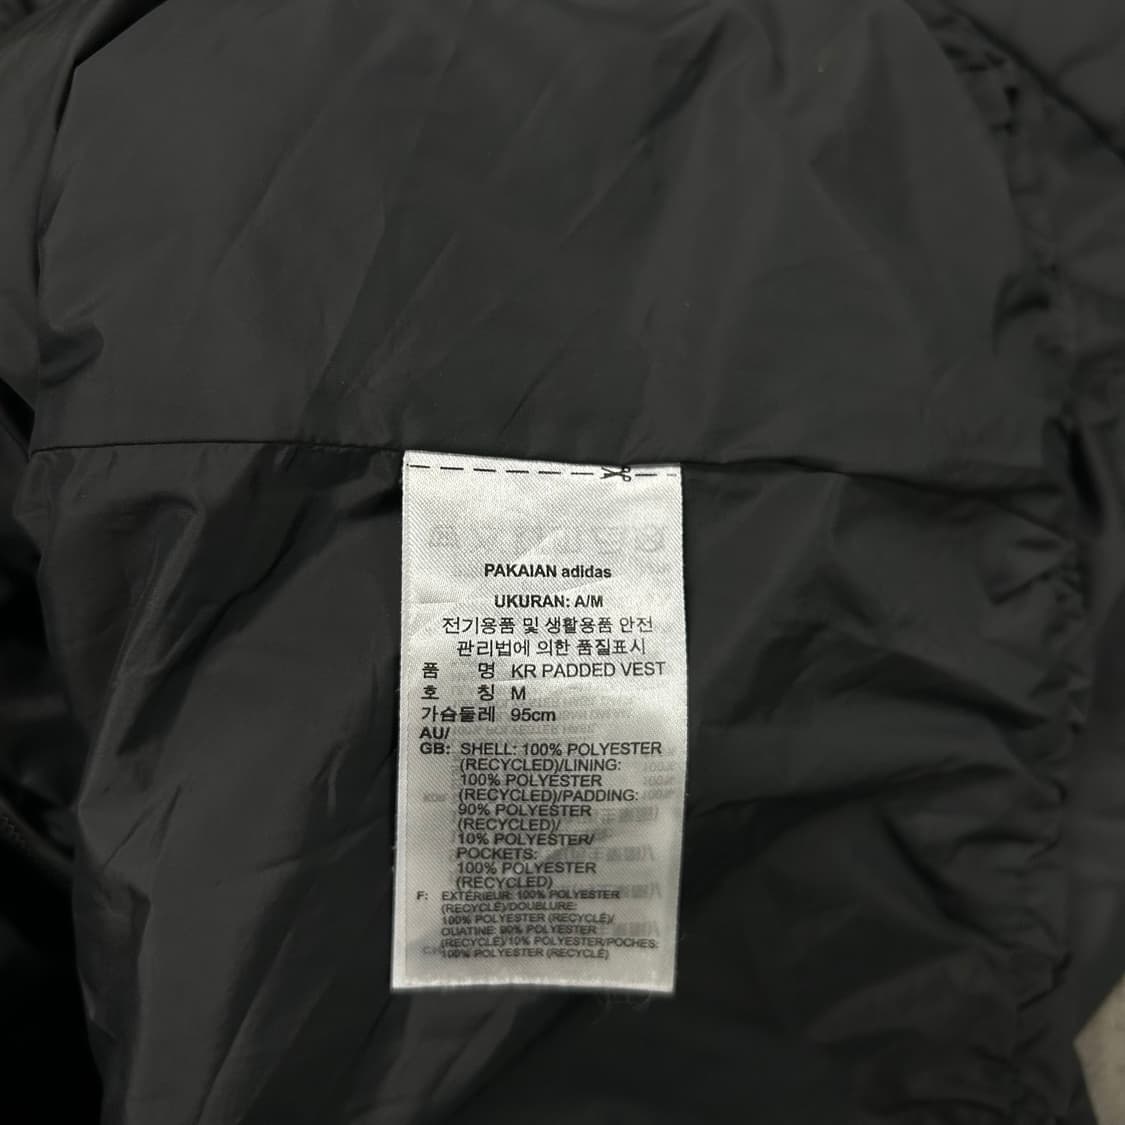 PAKAIAN adidas
UKURAN: A/M
전기용품 및 생활용품 안전
관리법에 의한 품질표시
품 명 KR PADDED VEST
호 칭 M
가슴둘레 95cm
AU/
GB: SHELL: 100% POLYESTER
(RECYCLED)/LINING:
100% POLYESTER
(RECYCLED)/PADDING:
90% POLYESTER
(RECYCLED)/
10% POLYESTER/
POCKETS:
100% POLYESTER
(RECYCLED)
F: EXTÉRIEUR: 100% POLYESTER
(RECYCLÉ)/DOUBLURE:
100% POLYESTER (RECYCLÉ)/
OUATINE: 90% POLYESTER
(RECYCLÉ)/10% POLYESTER/POCHES:
100% POLYESTER (RECYCLÉ)